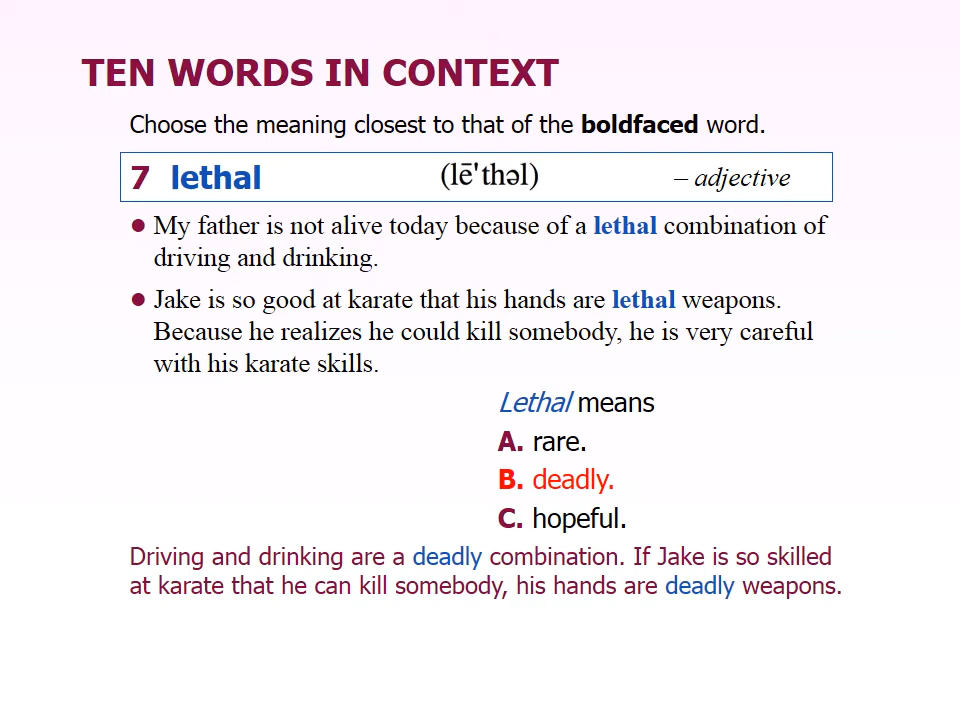 TEN WORDS IN CONTEXT
Choose the meaning closest to that of the boldfaced word.
7 lethal (lē'thəl) – adjective
● My father is not alive today because of a lethal combination of
driving and drinking.
● Jake is so good at karate that his hands are lethal weapons.
Because he realizes he could kill somebody, he is very careful
with his karate skills.
Lethal means
A. rare.
B. deadly.
C. hopeful.
Driving and drinking are a deadly combination. If Jake is so skilled
at karate that he can kill somebody, his hands are deadly weapons.